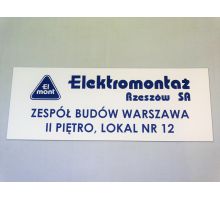 El
mont
Elektromontaż
Rzeszów SA
ZESPÓŁ BUDÓW WARSZAWA
II PIĘTRO, LOKAL NR 12